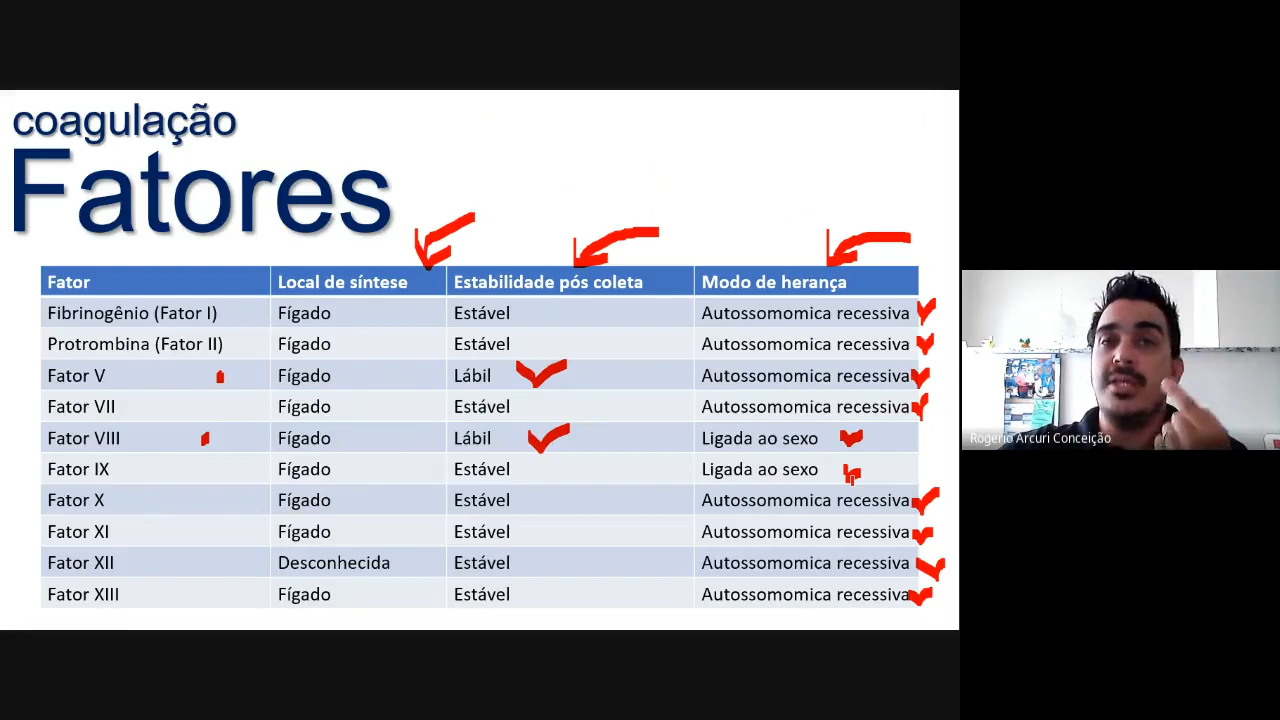 coagulação
Fatores
Fator Local de síntese Estabilidade pós coleta Modo de herança
Fibrinogênio (Fator I) Fígado Estável Autossomomica recessiva
Protrombina (Fator II) Fígado Estável Autossomomica recessiva
Fator V Fígado Lábil Autossomomica recessiva
Fator VII Fígado Estável Autossomomica recessiva
Fator VIII Fígado Lábil Ligada ao sexo
Fator IX Fígado Estável Ligada ao sexo
Fator X Fígado Estável Autossomomica recessiva
Fator XI Fígado Estável Autossomomica recessiva
Fator XII Desconhecida Estável Autossomomica recessiva
Fator XIII Fígado Estável Autossomomica recessiva
Rogerio Arcuri Conceição